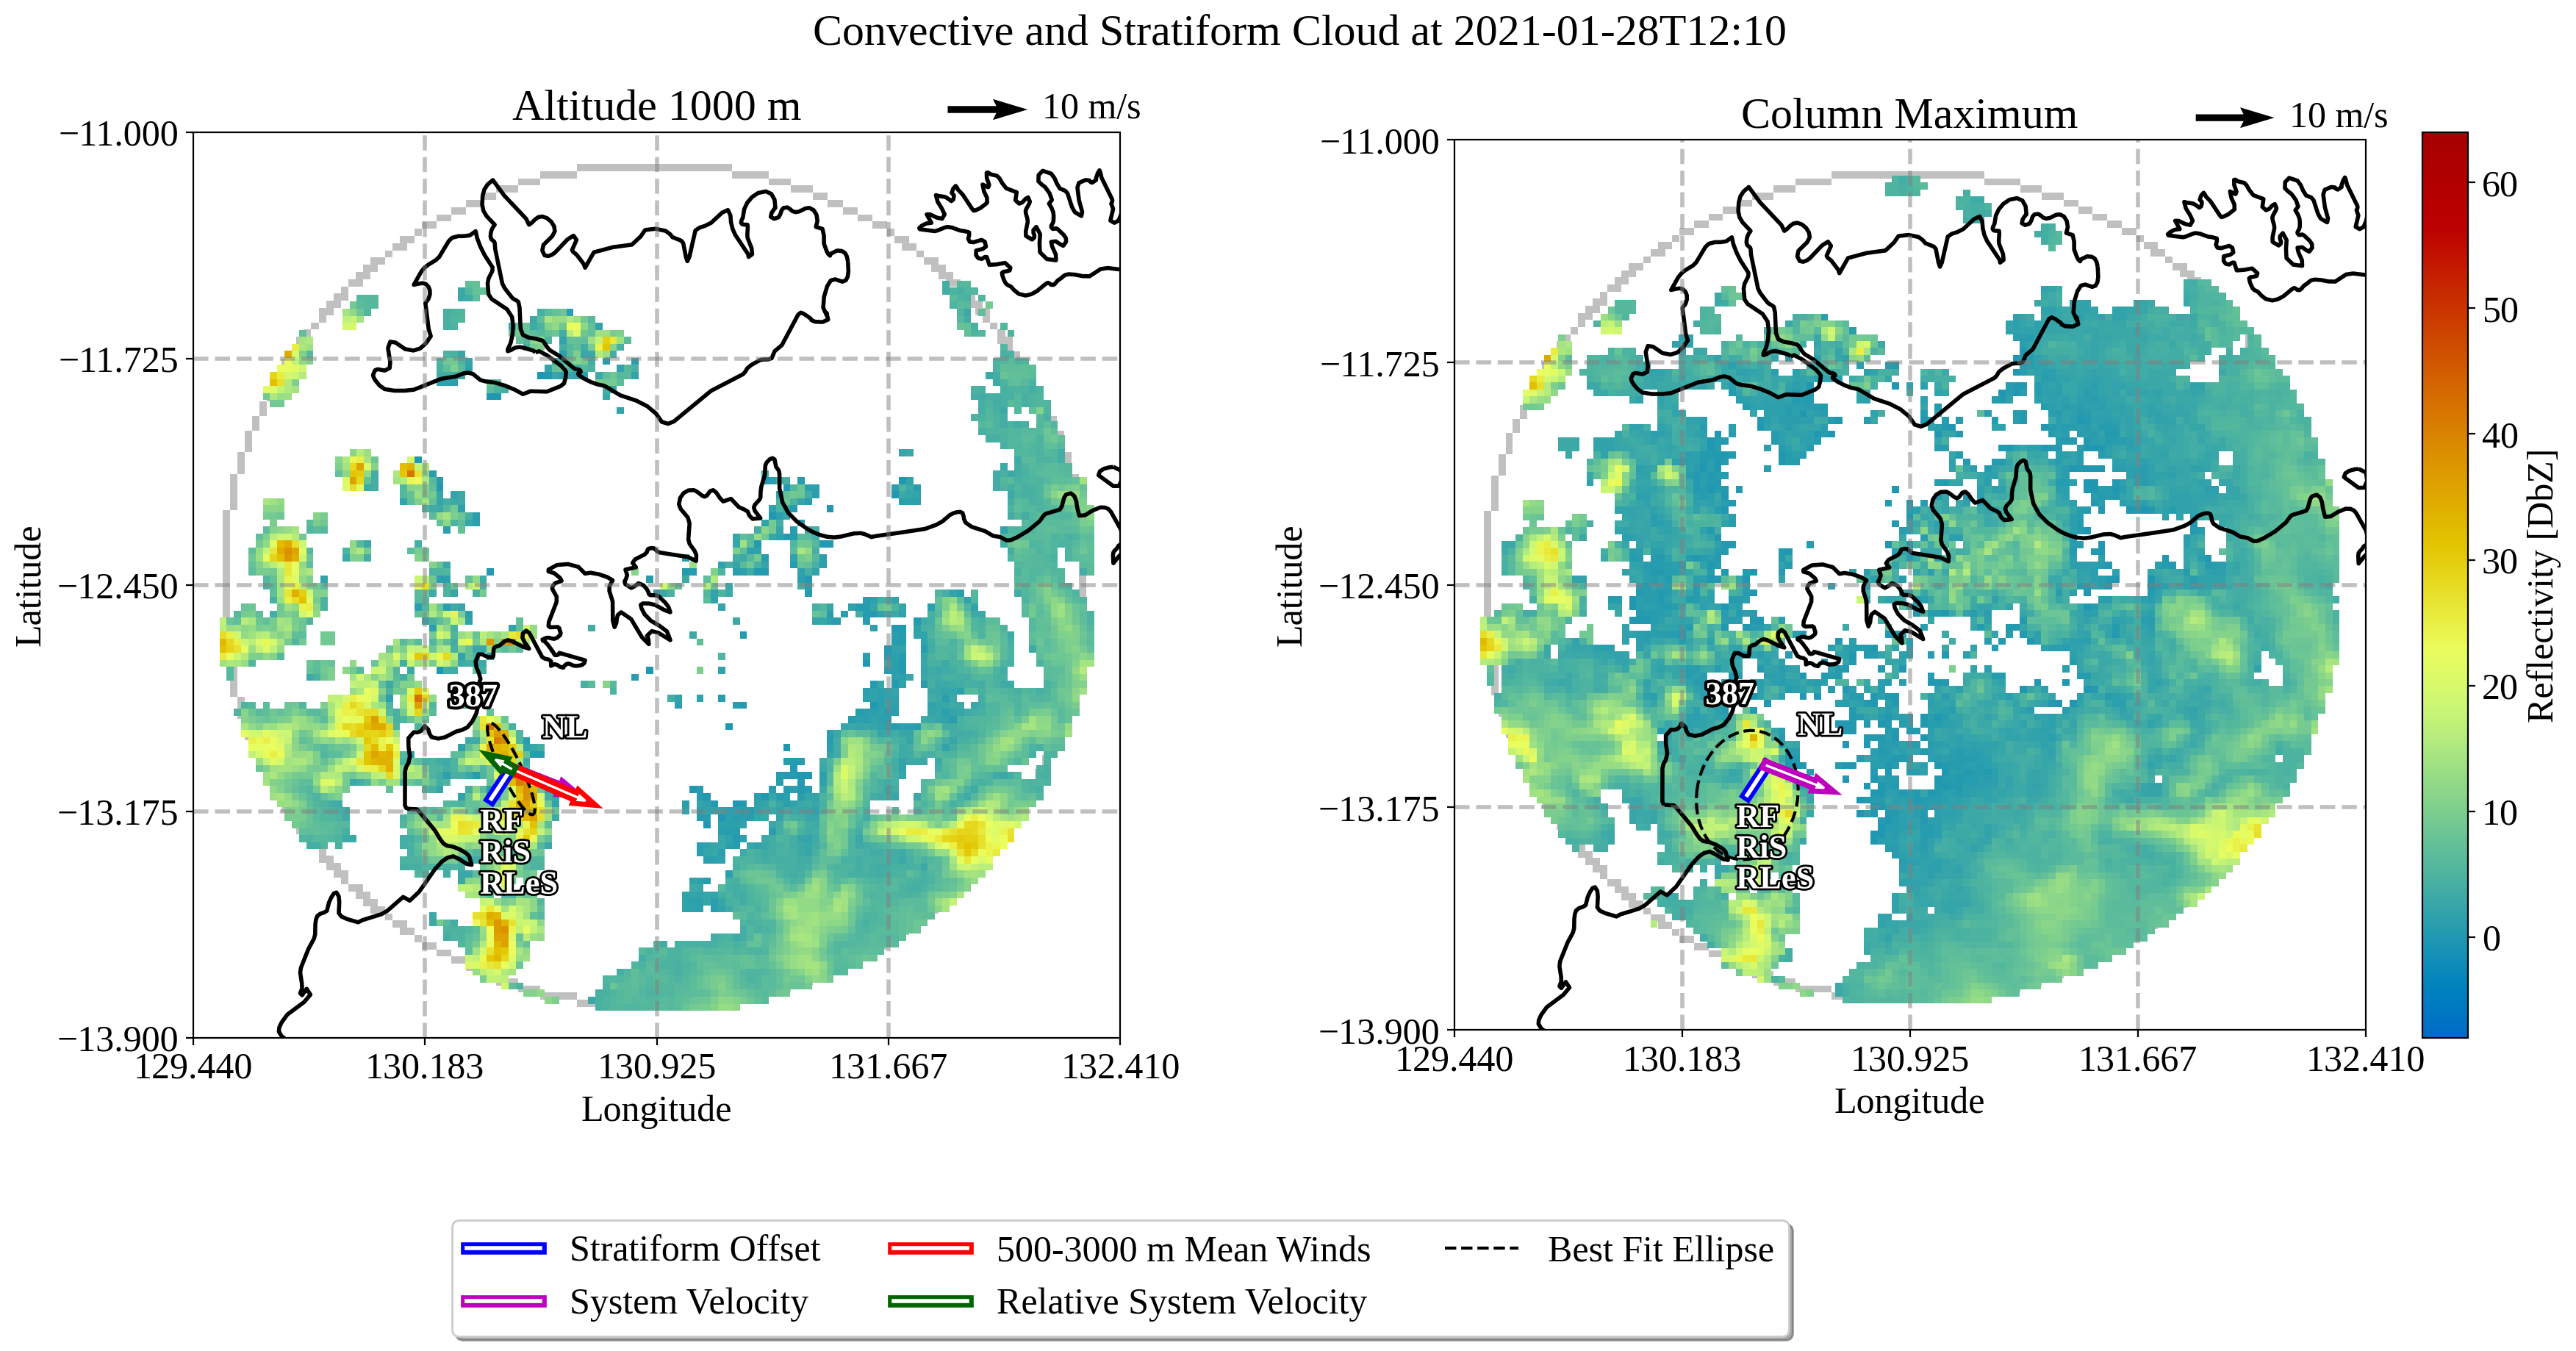 Convective and Stratiform Cloud at 2021-01-28T12:10
Altitude 1000 m
10 m/s
−11.000
−11.725
−12.450
−13.175
−13.900
129.440
130.183
130.925
131.667
132.410
Latitude
Longitude
387
NL
RF
RiS
RLeS
Column Maximum
10 m/s
−11.000
−11.725
−12.450
−13.175
−13.900
129.440
130.183
130.925
131.667
132.410
Latitude
Longitude
387
NL
RF
RiS
RLeS
60
50
40
30
20
10
0
Reflectivity [DbZ]
Stratiform Offset
System Velocity
500-3000 m Mean Winds
Relative System Velocity
Best Fit Ellipse